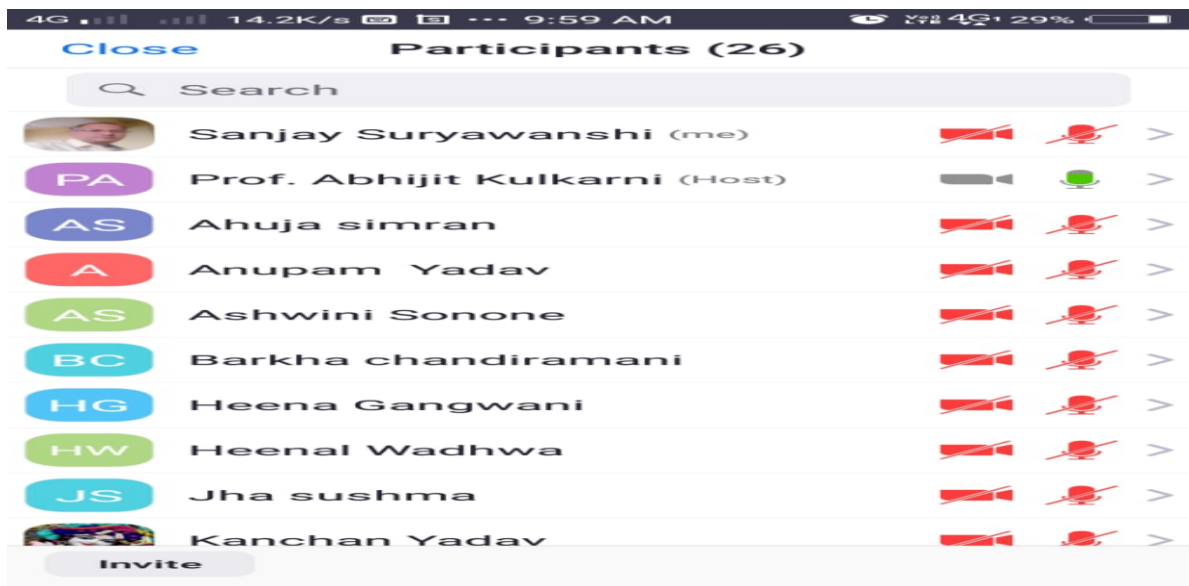 4G 14.2K/s ••• 9:59 AM VoLTE 4G 29%
Close Participants (26)
Search
Sanjay Suryawanshi (me)
PA Prof. Abhijit Kulkarni (Host)
AS Ahuja simran
A Anupam Yadav
AS Ashwini Sonone
BC Barkha chandiramani
HG Heena Gangwani
HW Heenal Wadhwa
JS Jha sushma
Kanchan Yadav
Invite